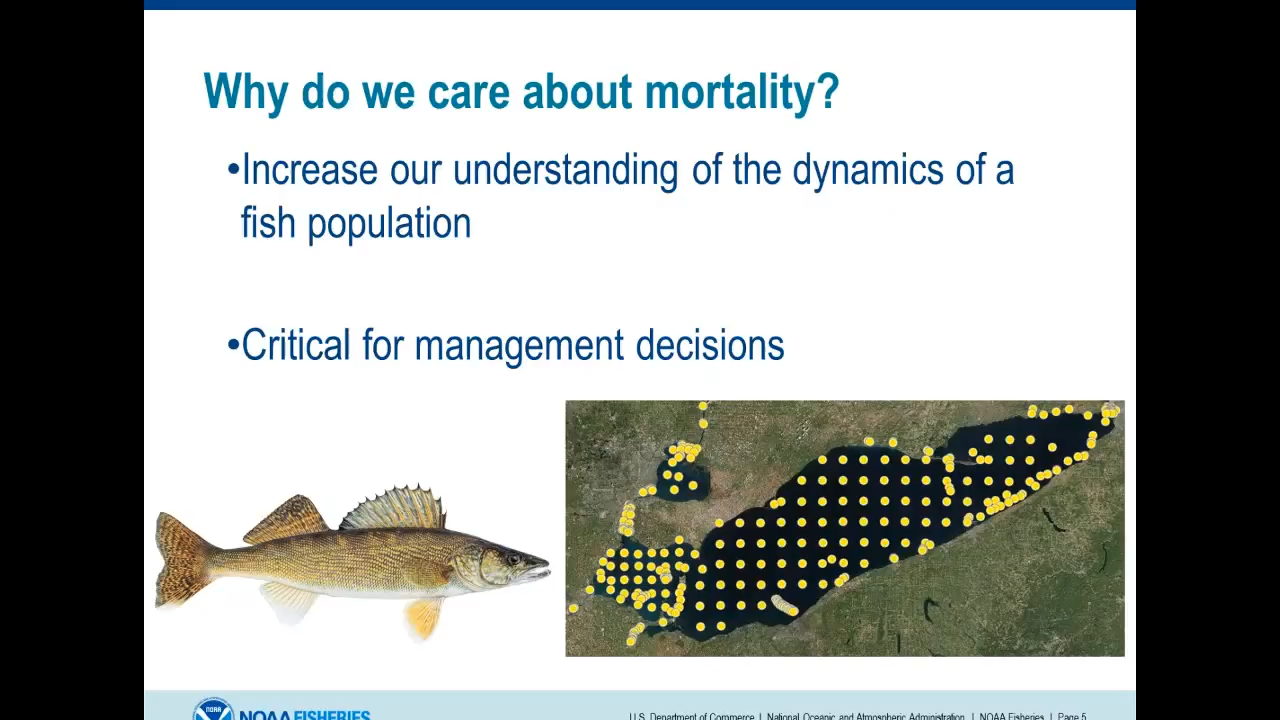 Why do we care about mortality?
•Increase our understanding of the dynamics of a
fish population
•Critical for management decisions
NOAA
NOAA FISHERIES
U.S. Department of Commerce | National Oceanic and Atmospheric Administration | NOAA Fisheries | Page 5